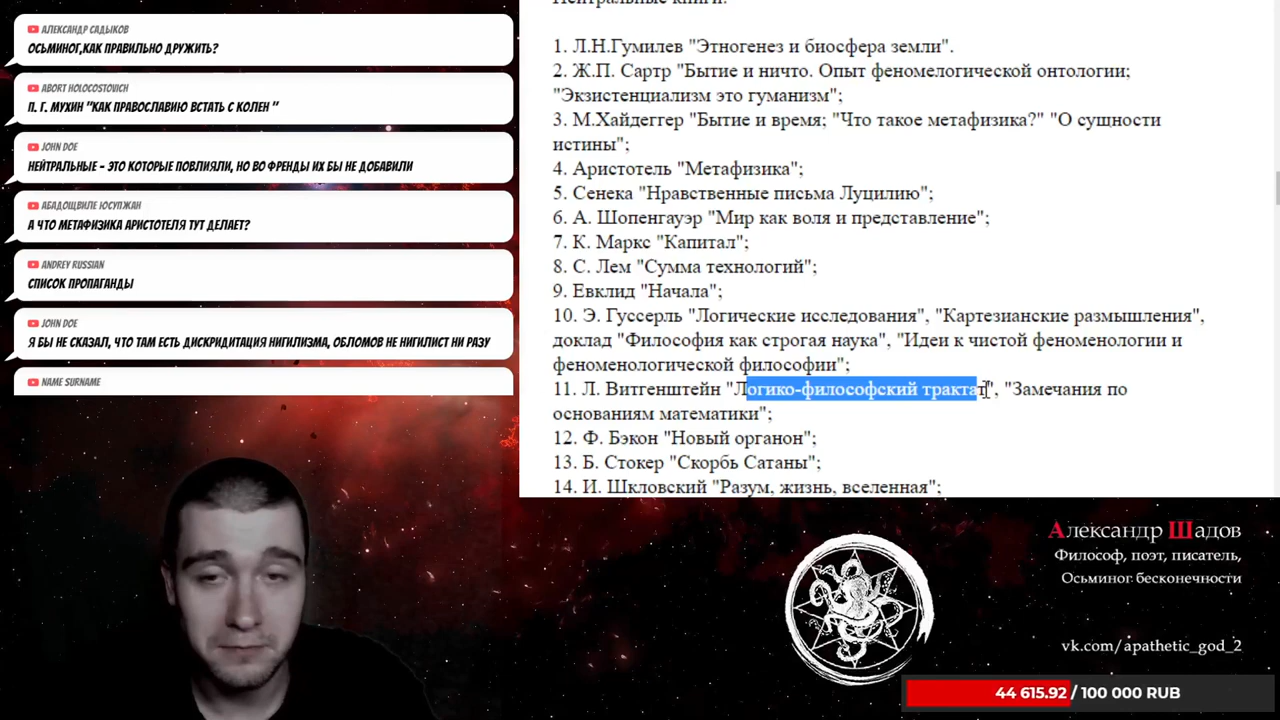 АЛЕКСАНДР САДЫКОВ
ОСЬМИНОГ,КАК ПРАВИЛЬНО ДРУЖИТЬ?
ABORT HOLOCOSTOVICH
П. Г. МУХИН "КАК ПРАВОСЛАВИЮ ВСТАТЬ С КОЛЕН "
JOHN DOE
НЕЙТРАЛЬНЫЕ - ЭТО КОТОРЫЕ ПОВЛИЯЛИ, НО ВО ФРЕНДЫ ИХ БЫ НЕ ДОБАВИЛИ
АБАДОЩВИЛЕ ЮСУПЖАН
А ЧТО МЕТАФИЗИКА АРИСТОТЕЛЯ ТУТ ДЕЛАЕТ?
ANDREY RUSSIAN
СПИСОК ПРОПАГАНДЫ
JOHN DOE
Я БЫ НЕ СКАЗАЛ, ЧТО ТАМ ЕСТЬ ДИСКРИДИТАЦИЯ НИГИЛИЗМА, ОБЛОМОВ НЕ НИГИЛИСТ НИ РАЗУ
NAME SURNAME
Нейтральные книги:
1. Л.Н.Гумилев "Этногенез и биосфера земли".
2. Ж.П. Сартр "Бытие и ничто. Опыт феномелогической онтологии;
"Экзистенциализм это гуманизм";
3. М.Хайдеггер "Бытие и время; "Что такое метафизика?" "О сущности
истины";
4. Аристотель "Метафизика";
5. Сенека "Нравственные письма Луцилию";
6. А. Шопенгауэр "Мир как воля и представление";
7. К. Маркс "Капитал";
8. С. Лем "Сумма технологий";
9. Евклид "Начала";
10. Э. Гуссерль "Логические исследования", "Картезианские размышления",
доклад "Философия как строгая наука", "Идеи к чистой феноменологии и
феноменологической философии";
11. Л. Витгенштейн "Логико-философский трактат", "Замечания по
основаниям математики";
12. Ф. Бэкон "Новый органон";
13. Б. Стокер "Скорбь Сатаны";
14. И. Шкловский "Разум, жизнь, вселенная";
Александр Шадов
Философ, поэт, писатель,
Осьминог бесконечности
vk.com/apathetic_god_2
44 615.92 / 100 000 RUB